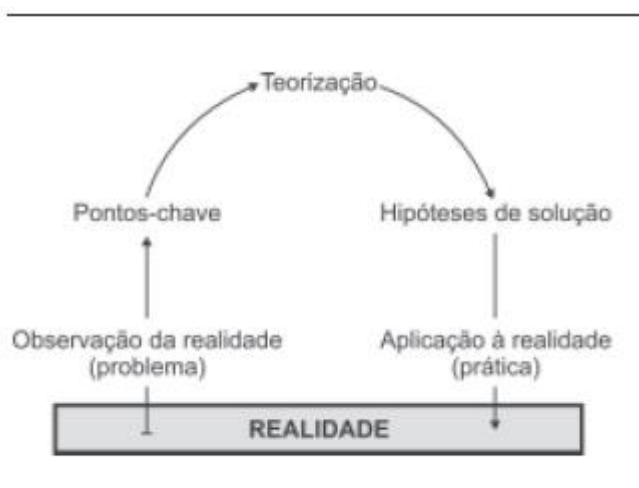 Teorização
Pontos-chave
Hipóteses de solução
Observação da realidade
(problema)
Aplicação à realidade
(prática)
REALIDADE